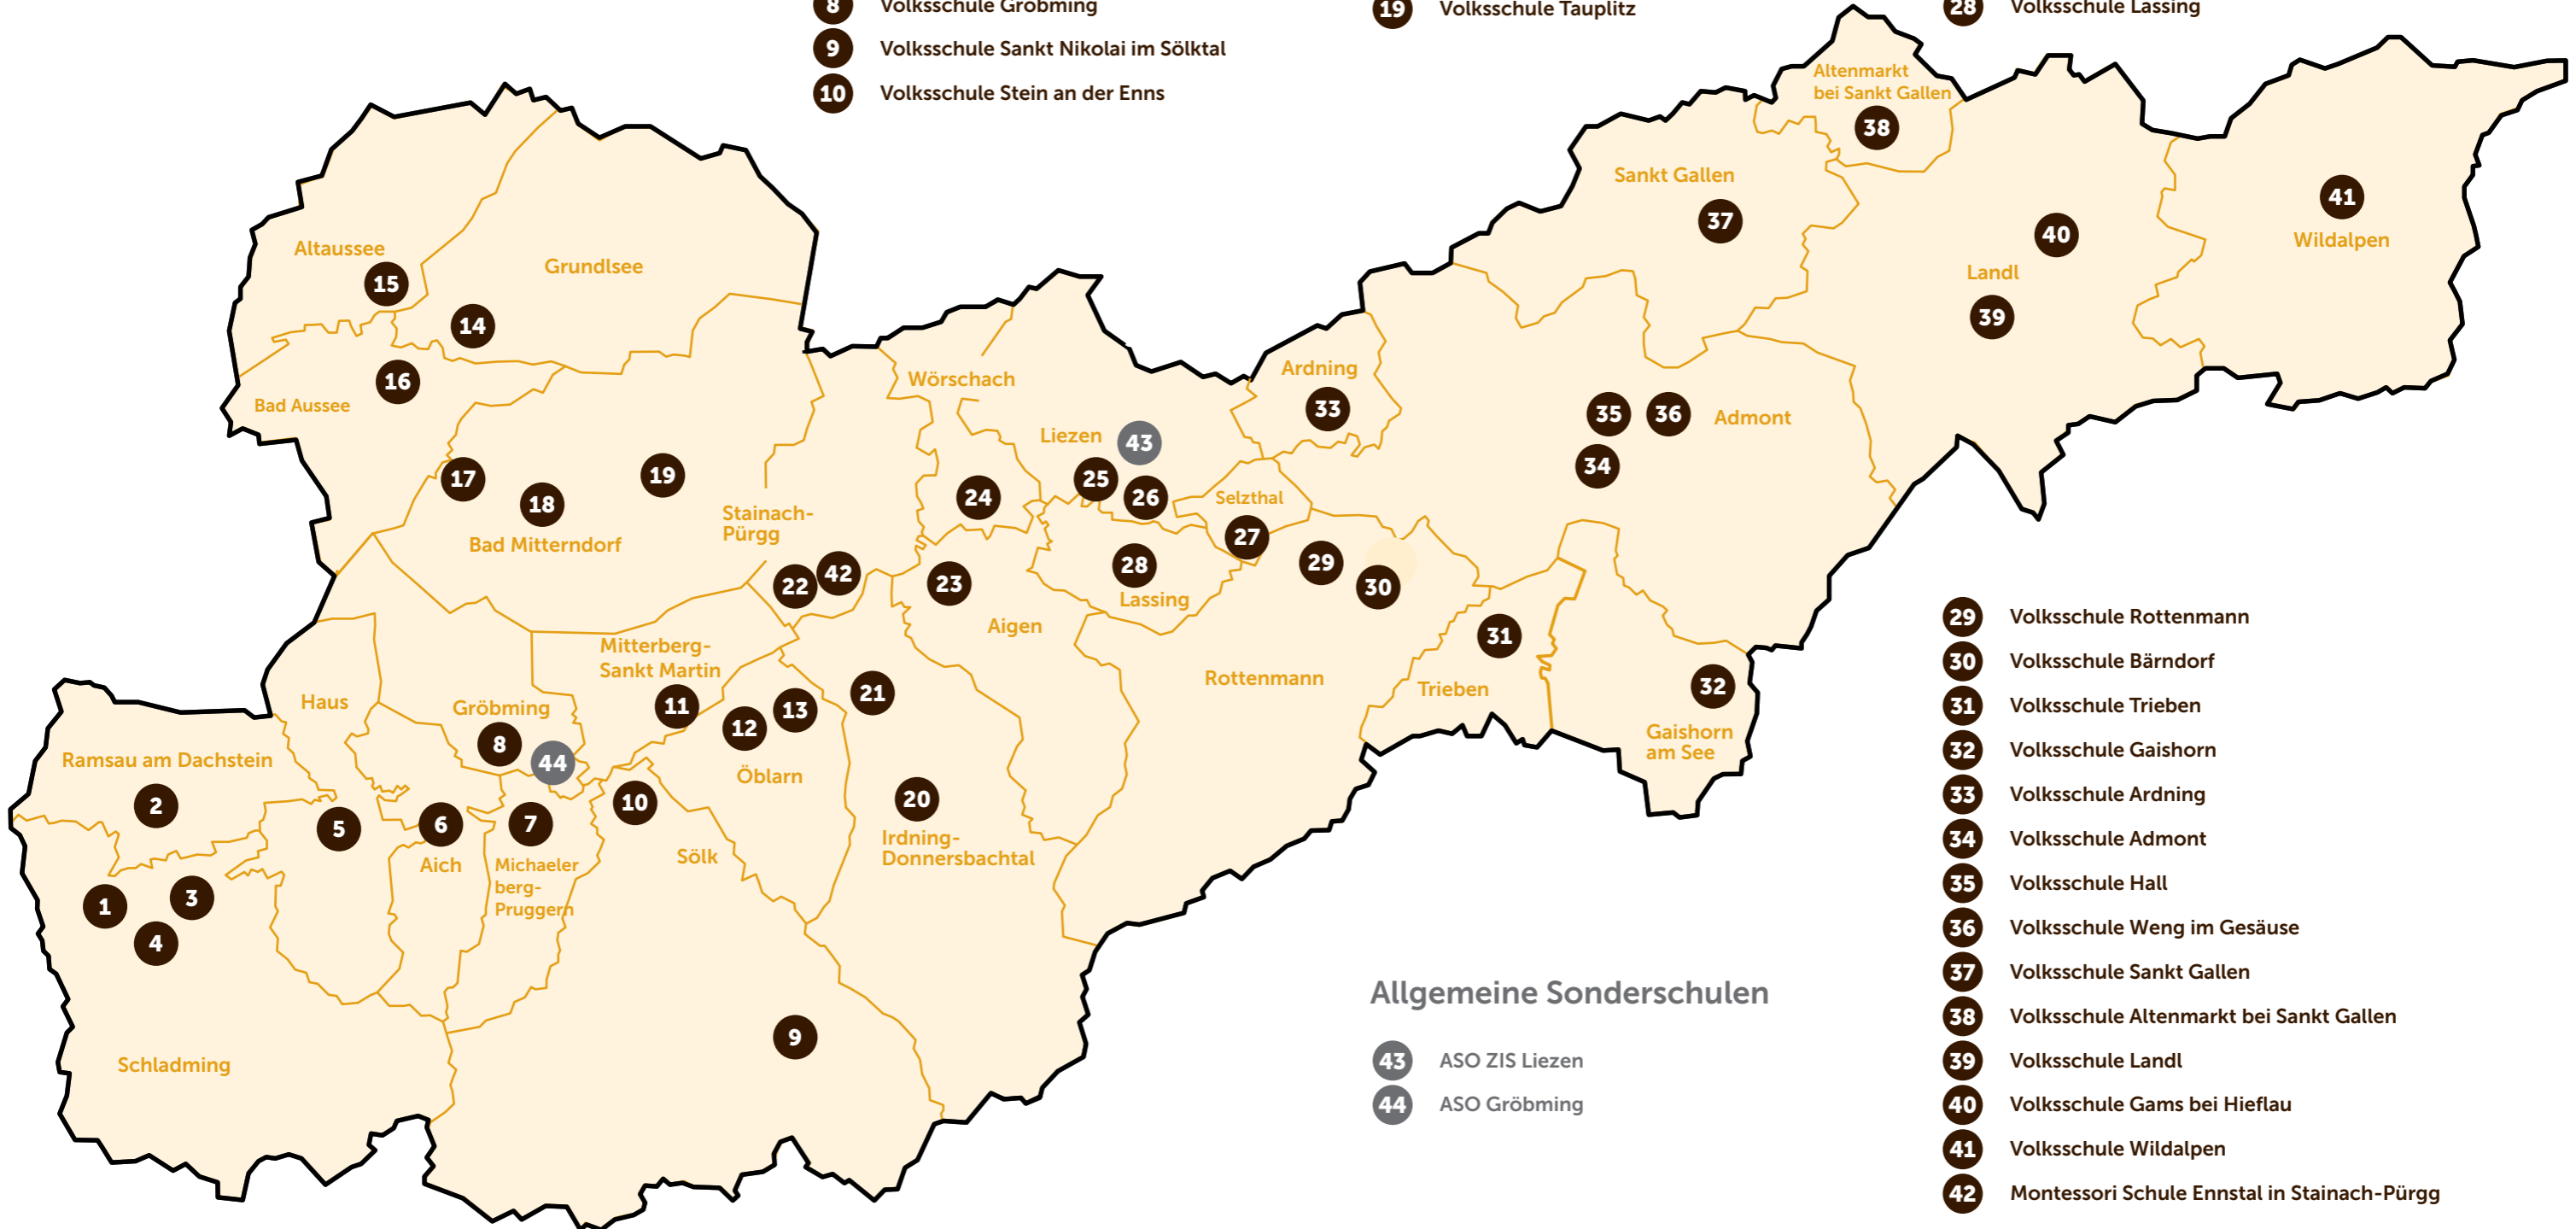 8 Volksschule Gröbming
9 Volksschule Sankt Nikolai im Sölktal
10 Volksschule Stein an der Enns
19 Volksschule Tauplitz
28 Volksschule Lassing
Altenmarkt
bei Sankt Gallen
38
Sankt Gallen
37
41
Wildalpen
40
Landl
39
Altaussee
15
Grundlsee
14
16
Bad Aussee
17
18
19
Bad Mitterndorf
Stainach-
Pürgg
22
42
Wörschach
24
Liezen
43
25
26
Ardning
33
Selzthal
27
35
36
Admont
34
23
Aigen
28
Lassing
29
30
Rottenmann
31
Trieben
32
Gaishorn
am See
Haus
Gröbming
8
44
Mitterberg-
Sankt Martin
11
12
13
Öblarn
21
20
Irdning-
Donnersbachtal
Ramsau am Dachstein
2
5
6
Aich
7
Michaeler
berg-
Pruggern
10
Sölk
1
3
4
Schladming
9
Allgemeine Sonderschulen
43 ASO ZIS Liezen
44 ASO Gröbming
29 Volksschule Rottenmann
30 Volksschule Bärndorf
31 Volksschule Trieben
32 Volksschule Gaishorn
33 Volksschule Ardning
34 Volksschule Admont
35 Volksschule Hall
36 Volksschule Weng im Gesäuse
37 Volksschule Sankt Gallen
38 Volksschule Altenmarkt bei Sankt Gallen
39 Volksschule Landl
40 Volksschule Gams bei Hieflau
41 Volksschule Wildalpen
42 Montessori Schule Ennstal in Stainach-Pürgg